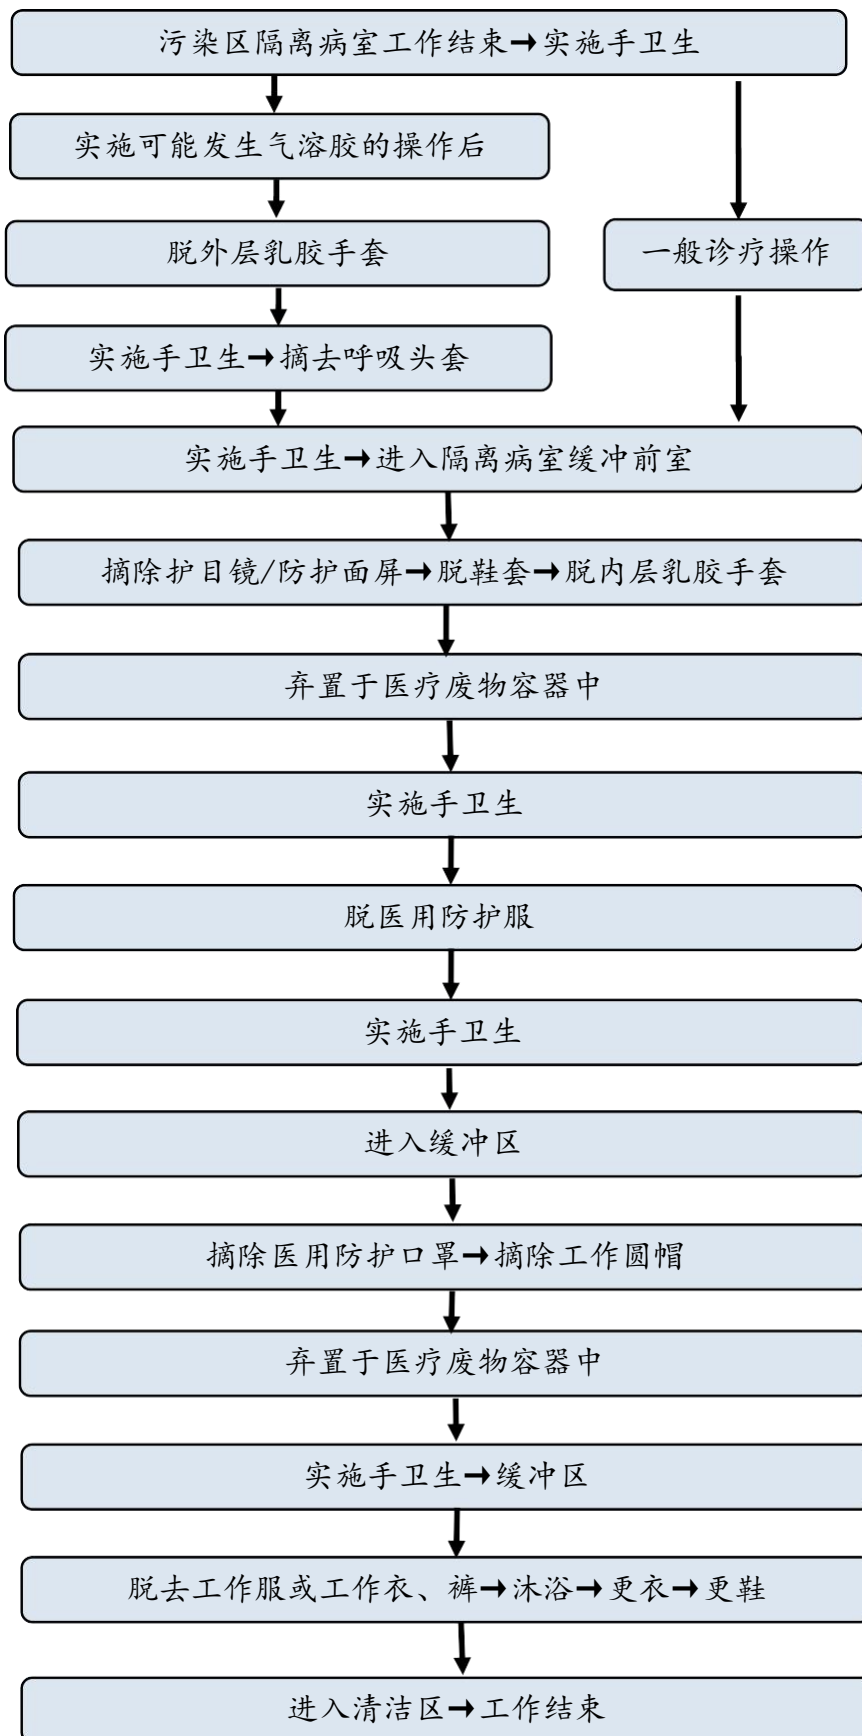 污染区隔离病室工作结束→实施手卫生
实施可能发生气溶胶的操作后
脱外层乳胶手套
一般诊疗操作
实施手卫生→摘去呼吸头套
实施手卫生→进入隔离病室缓冲前室
摘除护目镜/防护面屏→脱鞋套→脱内层乳胶手套
弃置于医疗废物容器中
实施手卫生
脱医用防护服
实施手卫生
进入缓冲区
摘除医用防护口罩→摘除工作圆帽
弃置于医疗废物容器中
实施手卫生→缓冲区
脱去工作服或工作衣、裤→沐浴→更衣→更鞋
进入清洁区→工作结束